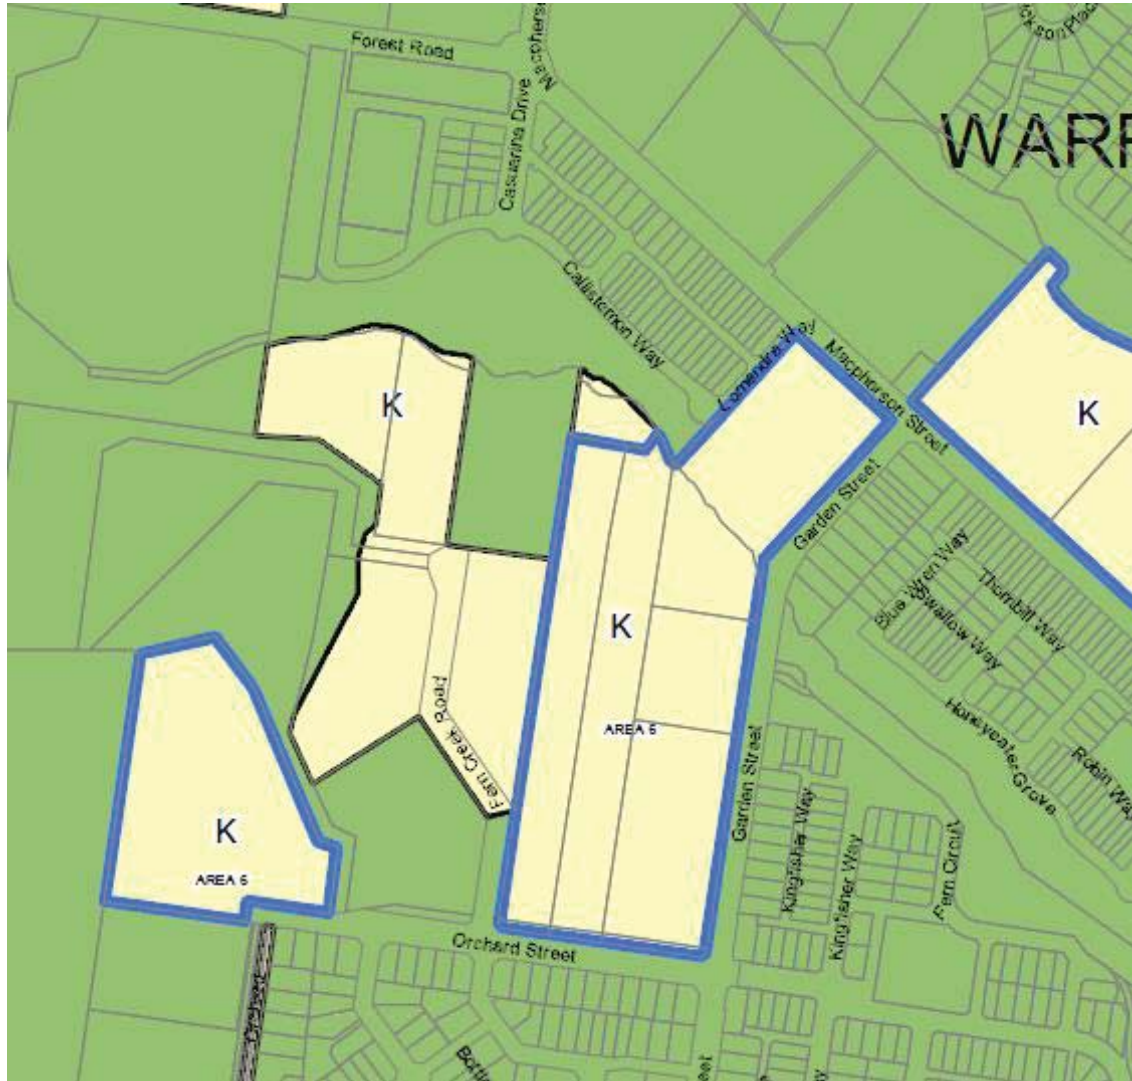 Forest Road
Casuarina Drive
WARR
Callistemon Way
Lomandra Way
Macpherson Street
K
K
K
Garden Street
Blue Wren Way
Swallow Way
Thornbill Way
Honeyeater Grove
Robin Way
AREA 6
Fern Creek Road
Garden Street
Kingfisher Way
Kingfisher Way
Fern Circuit
K
AREA 6
Orchard Street
Orchard